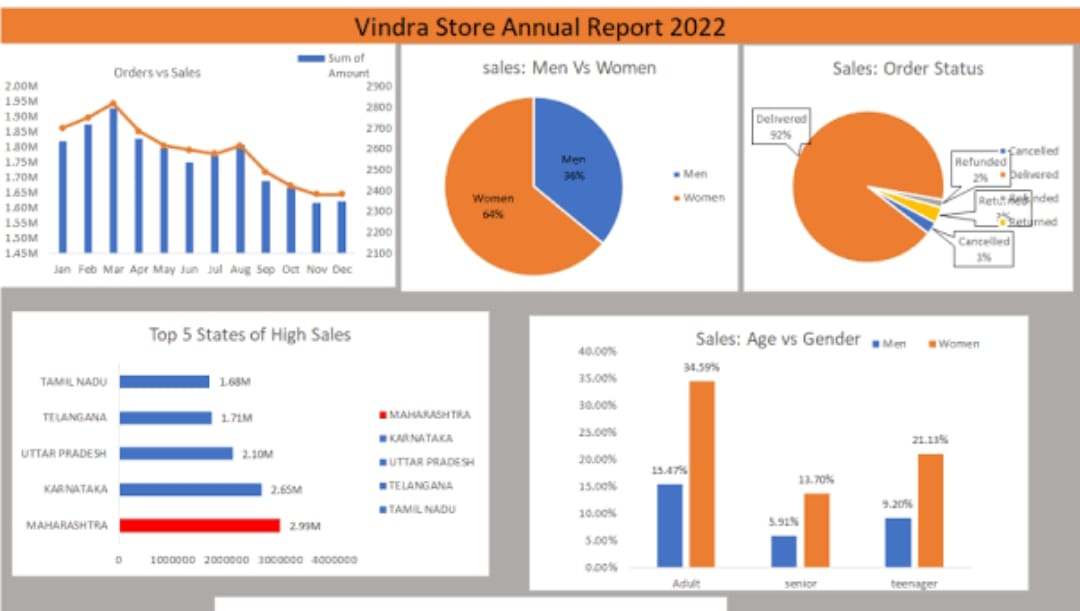 Vindra Store Annual Report 2022
Orders vs Sales
Sum of
Amount
2.00M
1.95M
1.90M
1.85M
1.80M
1.75M
1.70M
1.65M
1.60M
1.55M
1.50M
1.45M
2900
2800
2700
2600
2500
2400
2300
2200
2100
Jan Feb Mar Apr May Jun Jul Aug Sep Oct Nov Dec
sales: Men Vs Women
Men
36%
Women
64%
Men
Women
Sales: Order Status
Delivered
92%
Refunded
2%
Returned
Cancelled
3%
Cancelled
Delivered
Refunded
Returned
Top 5 States of High Sales
TAMIL NADU 1.68M
TELANGANA 1.71M
UTTAR PRADESH 2.10M
KARNATAKA 2.65M
MAHARASHTRA 2.99M
0 1000000 2000000 3000000 4000000
MAHARASHTRA
KARNATAKA
UTTAR PRADESH
TELANGANA
TAMIL NADU
Sales: Age vs Gender
Men Women
40.00%
35.00%
30.00%
25.00%
20.00%
15.00%
10.00%
5.00%
0.00%
15.47% 34.59%
5.91% 13.70%
9.20% 21.13%
Adult senior teenager